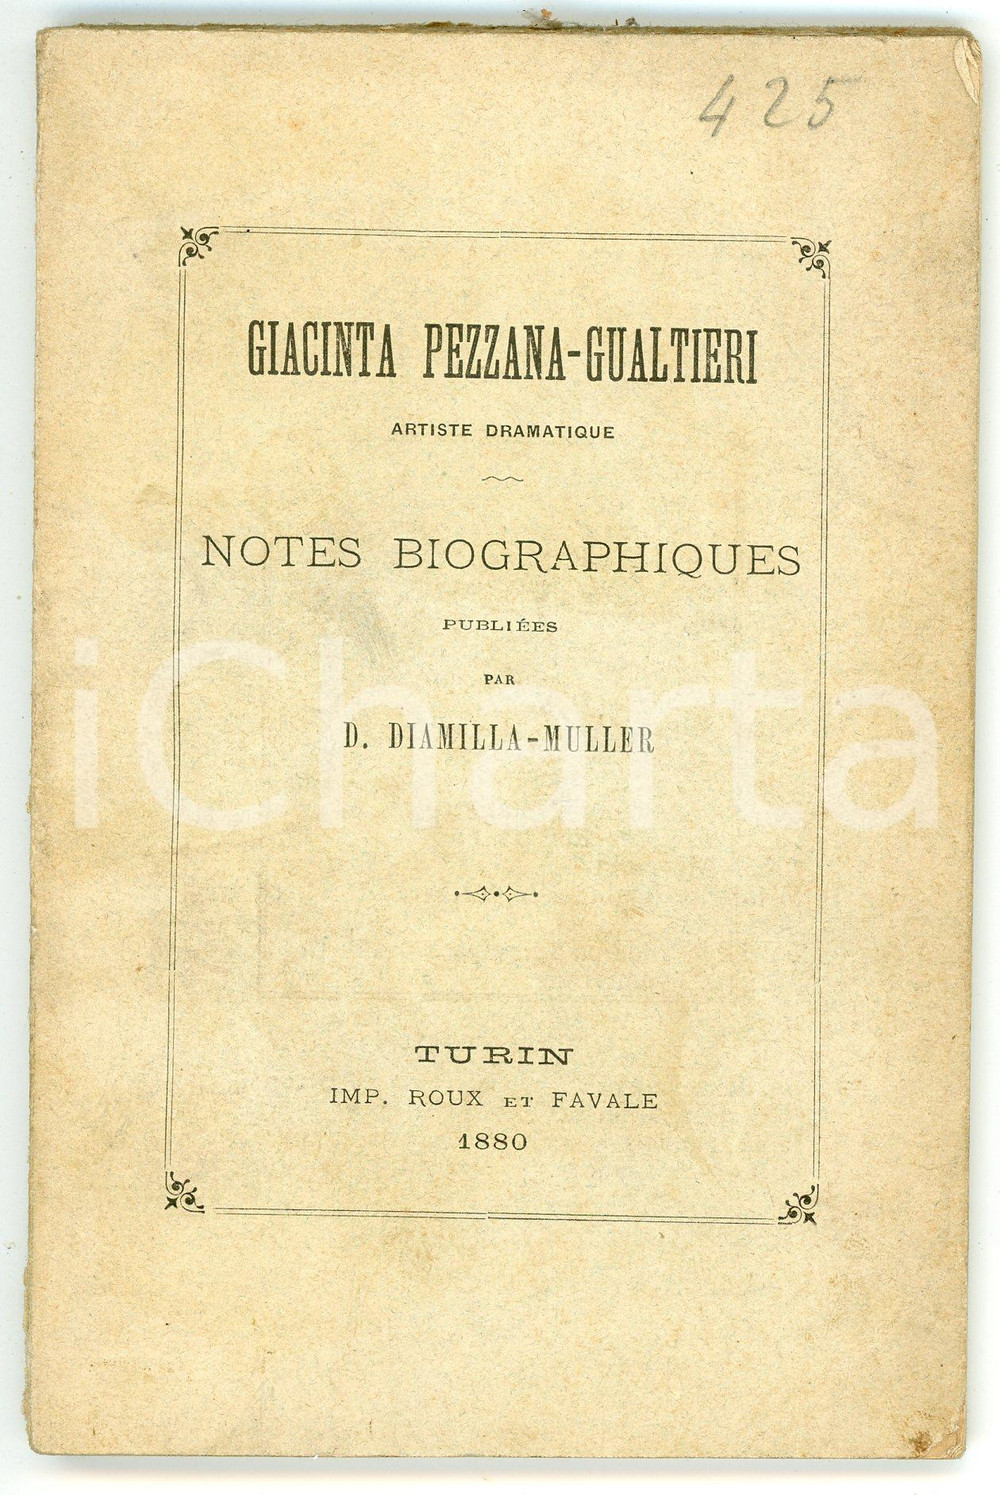 425
GIACINTA PEZZANA-GUALTIERI
ARTISTE DRAMATIQUE
NOTES BIOGRAPHIQUES
PUBLIÉES
PAR
D. DIAMILLA-MULLER
iCharta
TURIN
IMP. ROUX ET FAVALE
1880